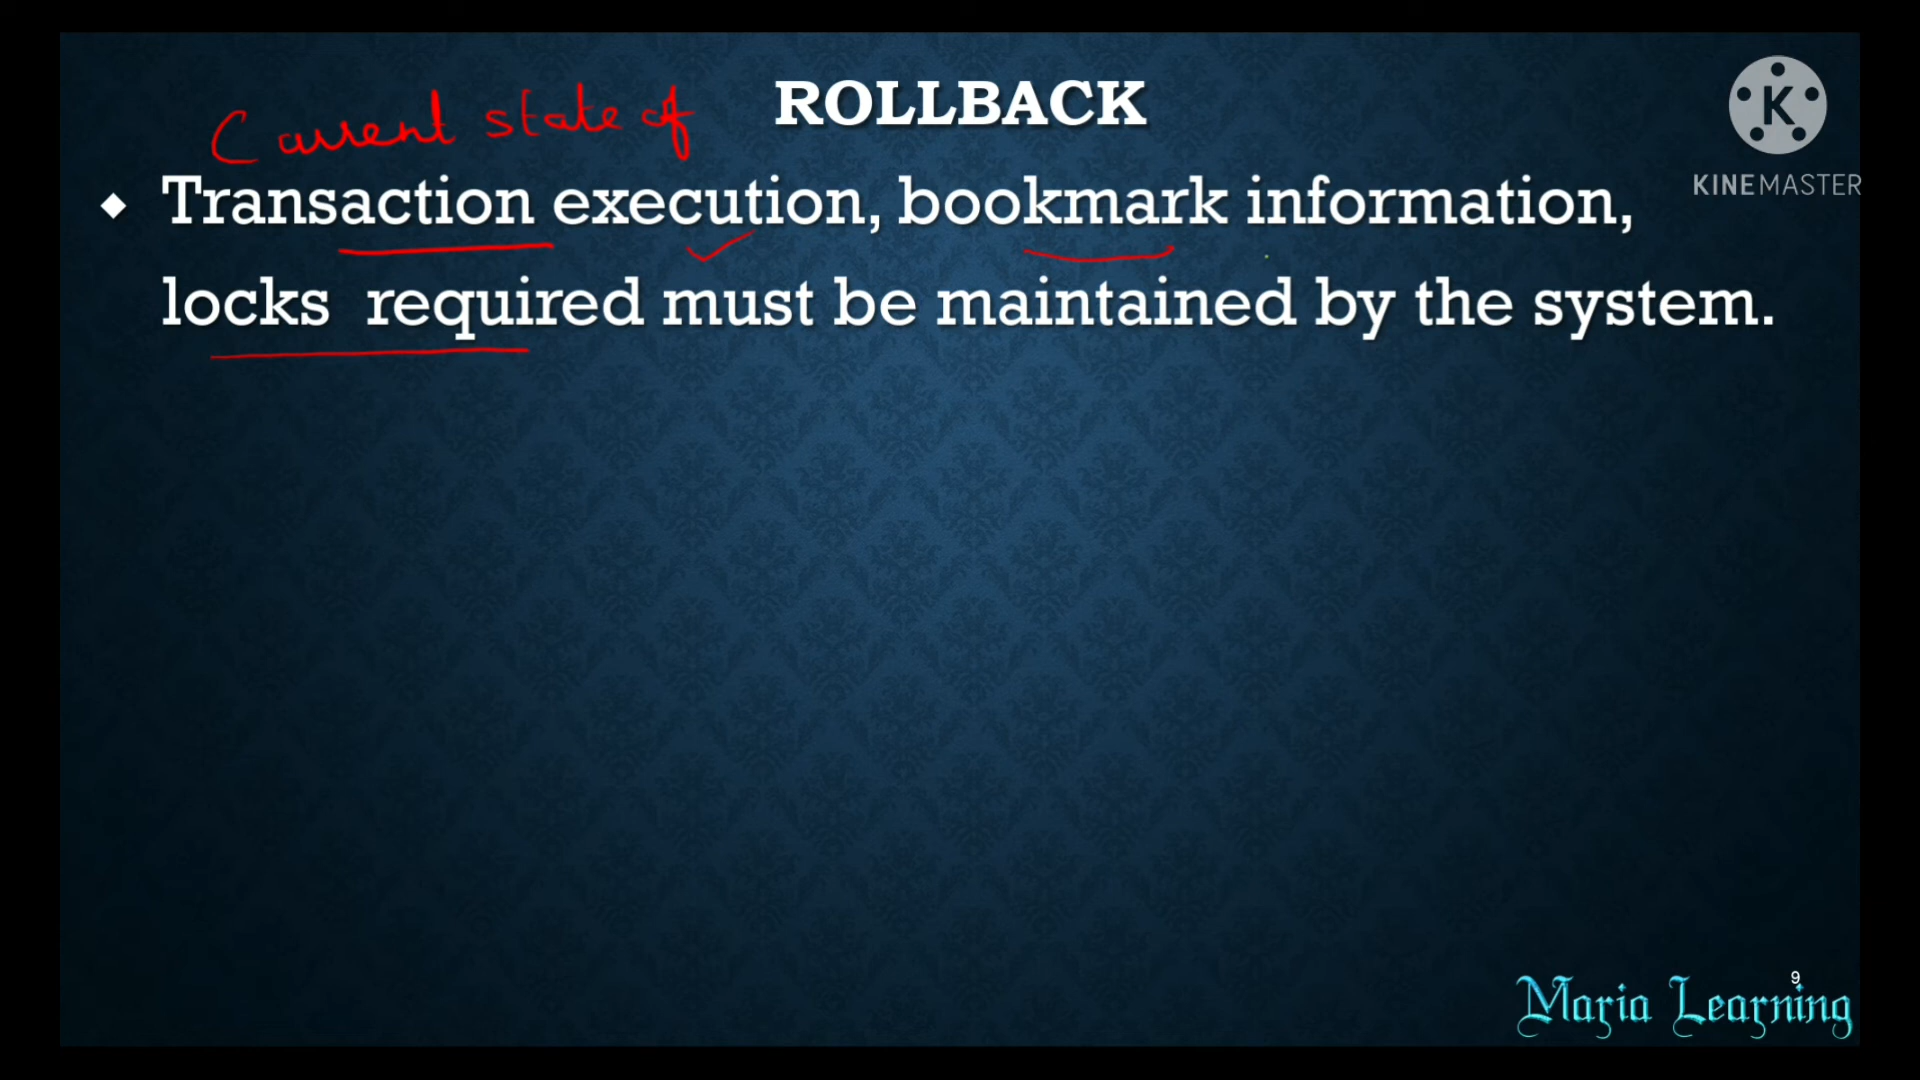 ROLLBACK
Current state of
Transaction execution, bookmark information,
locks required must be maintained by the system.
K
KINEMASTER
9
Maria Learning